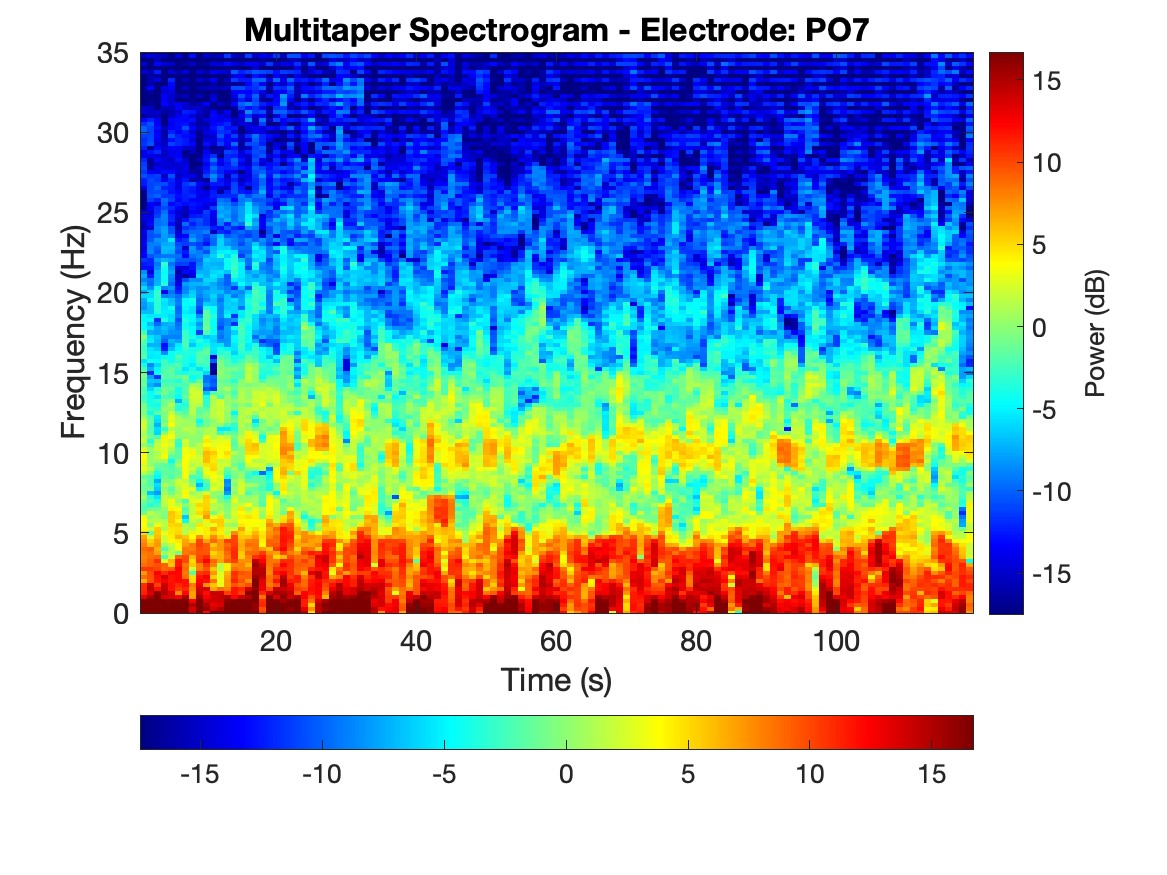 Multitaper Spectrogram - Electrode: PO7
35
30
25
20
15
10
5
0
Frequency (Hz)
20 40 60 80 100
Time (s)
15
10
5
0
-5
-10
-15
Power (dB)
-15 -10 -5 0 5 10 15